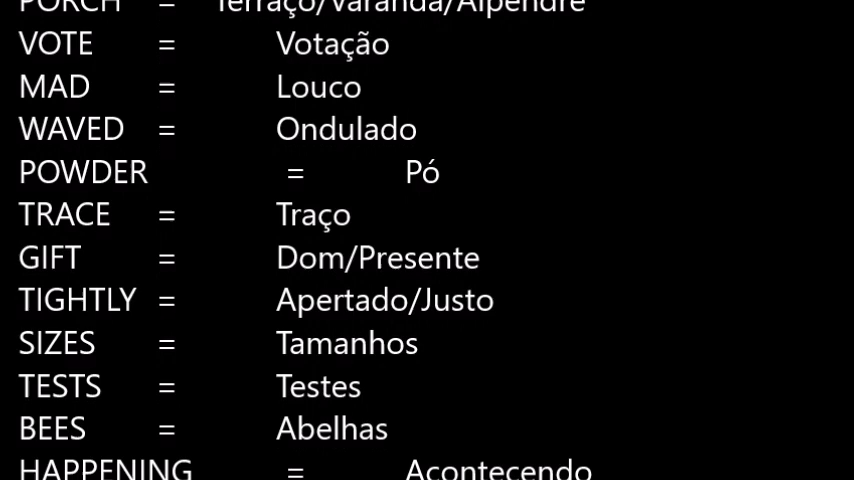 PORCH = Terraço/Varanda/Alpendre
VOTE = Votação
MAD = Louco
WAVED = Ondulado
POWDER = Pó
TRACE = Traço
GIFT = Dom/Presente
TIGHTLY = Apertado/Justo
SIZES = Tamanhos
TESTS = Testes
BEES = Abelhas
HAPPENING = Acontecendo